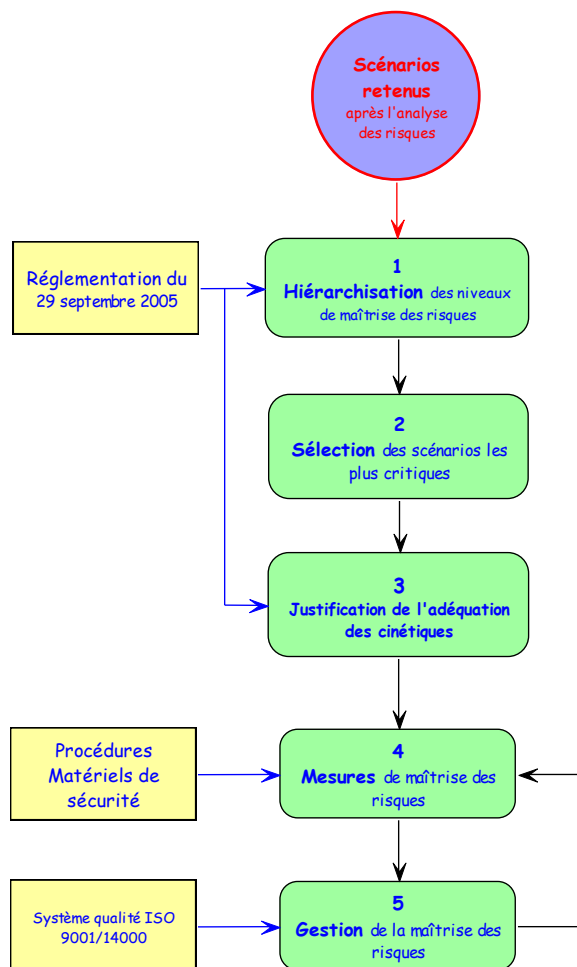 Scénarios
retenus
après l'analyse
des risques
Réglementation du
29 septembre 2005
1
Hiérarchisation des niveaux
de maîtrise des risques
2
Sélection des scénarios les
plus critiques
3
Justification de l'adéquation
des cinétiques
Procédures
Matériels de
sécurité
4
Mesures de maîtrise des
risques
Système qualité ISO
9001/14000
5
Gestion de la maîtrise des
risques